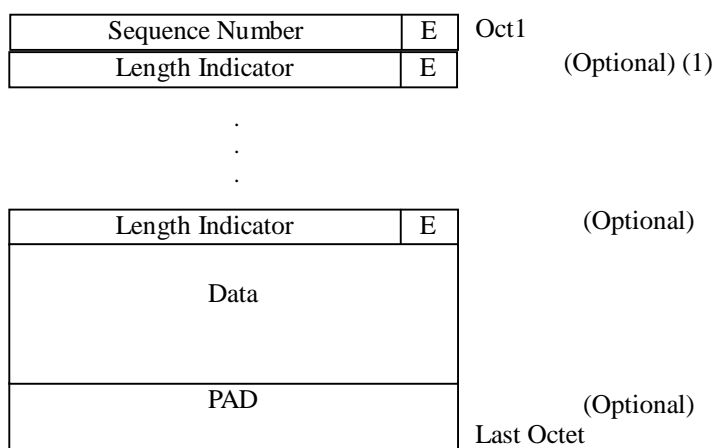 Sequence Number E Oct1
Length Indicator E (Optional) (1)
.
.
.
Length Indicator E (Optional)
Data
PAD (Optional)
Last Octet